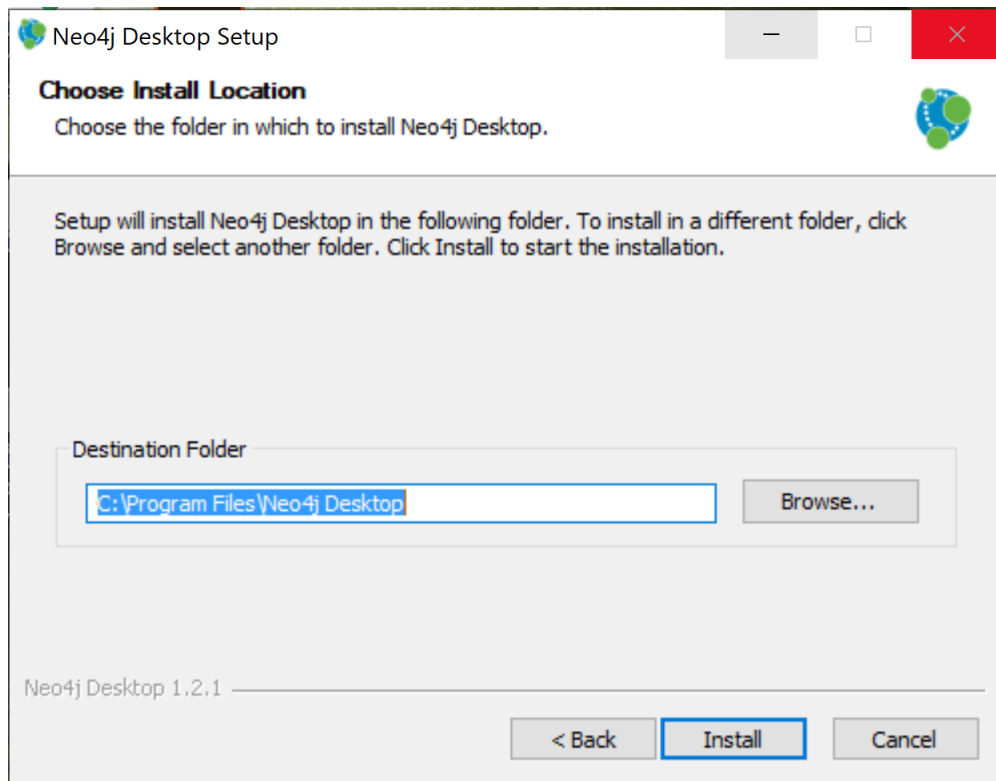 Neo4j Desktop Setup
Choose Install Location
Choose the folder in which to install Neo4j Desktop.
Setup will install Neo4j Desktop in the following folder. To install in a different folder, click
Browse and select another folder. Click Install to start the installation.
Destination Folder
C:\Program Files\Neo4j Desktop
Browse...
Neo4j Desktop 1.2.1
< Back
Install
Cancel